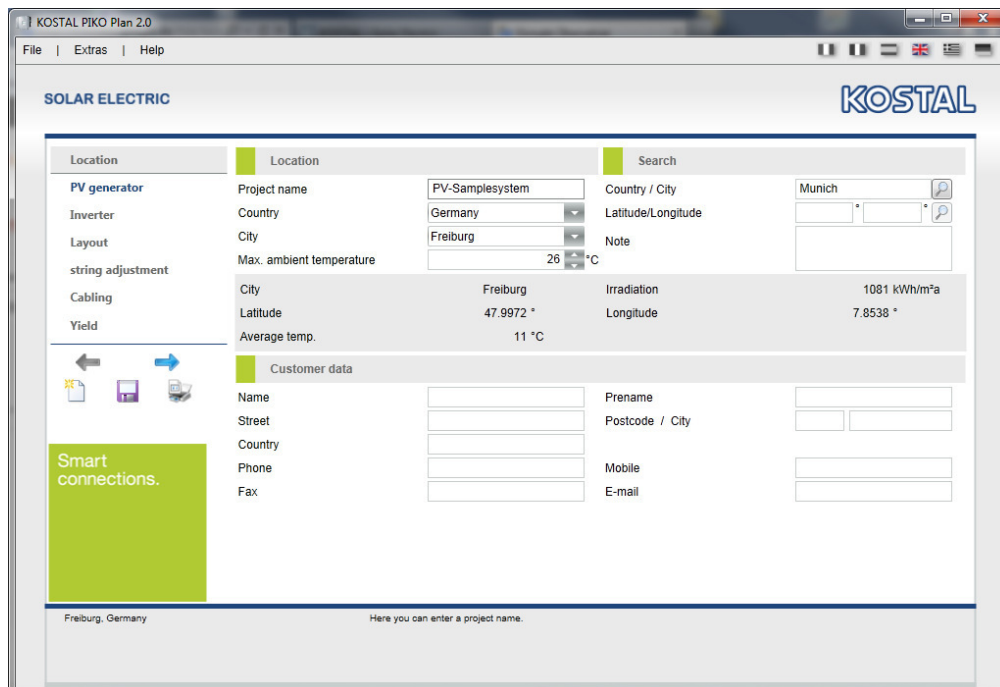 KOSTAL PIKO Plan 2.0
File | Extras | Help
SOLAR ELECTRIC
KOSTAL
Location
PV generator
Inverter
Layout
string adjustment
Cabling
Yield
Smart
connections.
Location
Project name PV-Samplesystem
Country Germany
City Freiburg
Max. ambient temperature 26 °C
Search
Country / City Munich
Latitude/Longitude ° °
Note
City Freiburg Irradiation 1081 kWh/m²a
Latitude 47.9972 ° Longitude 7.8538 °
Average temp. 11 °C
Customer data
Name Prename
Street Postcode / City
Country
Phone Mobile
Fax E-mail
Freiburg, Germany Here you can enter a project name.